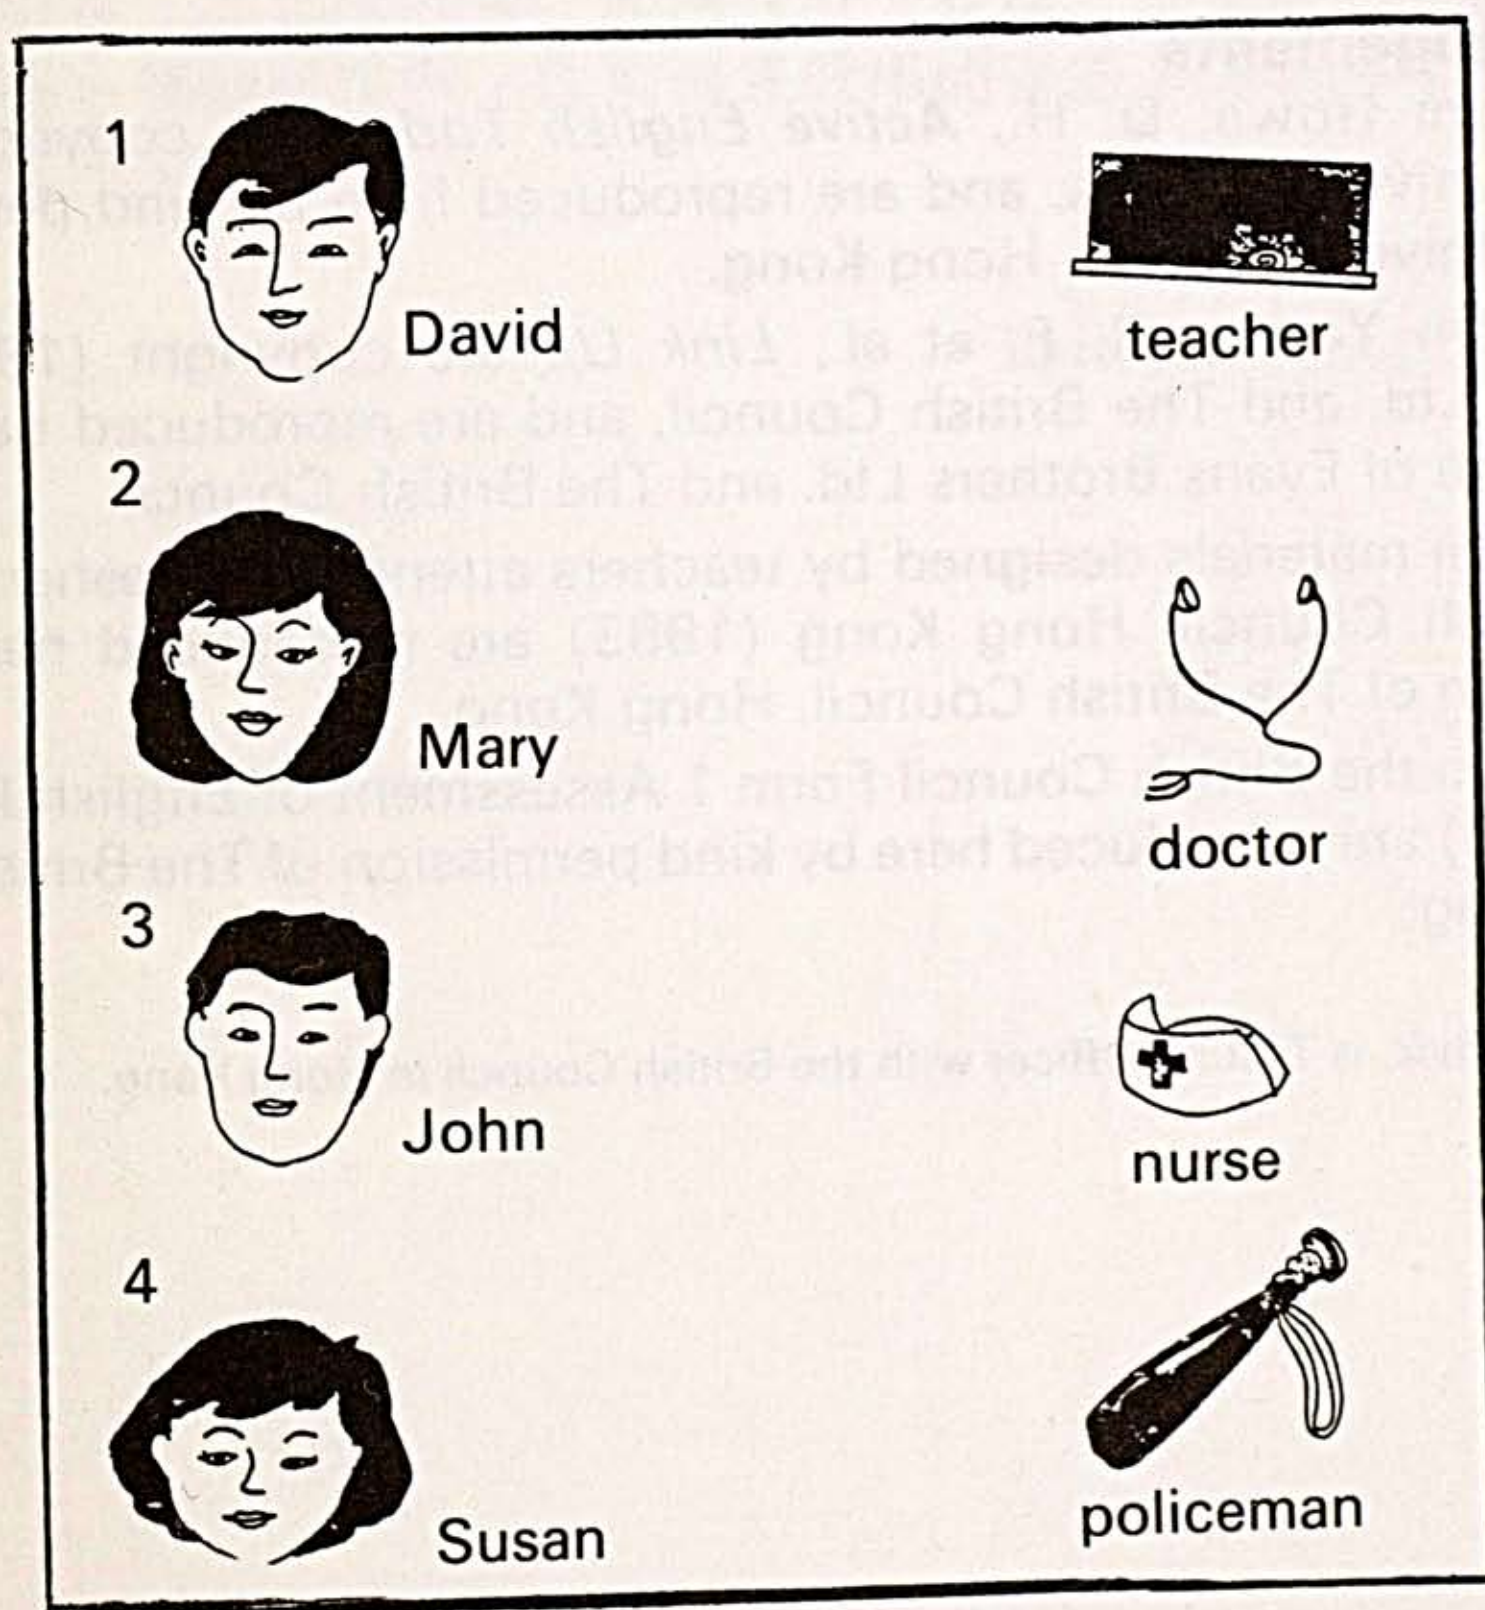 1
David
teacher
2
Mary
doctor
3
John
nurse
4
Susan
policeman